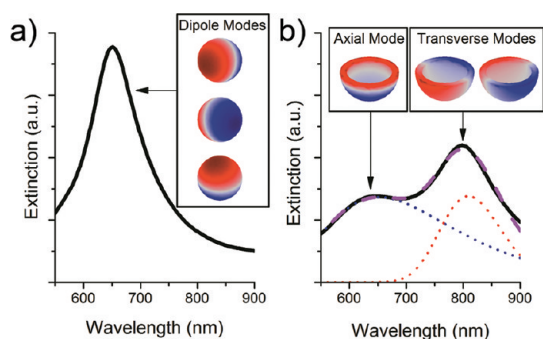 a)
Dipole Modes
Extinction (a.u.)
600 700 800 900
Wavelength (nm)
b)
Axial Mode
Transverse Modes
Extinction (a.u.)
600 700 800 900
Wavelength (nm)